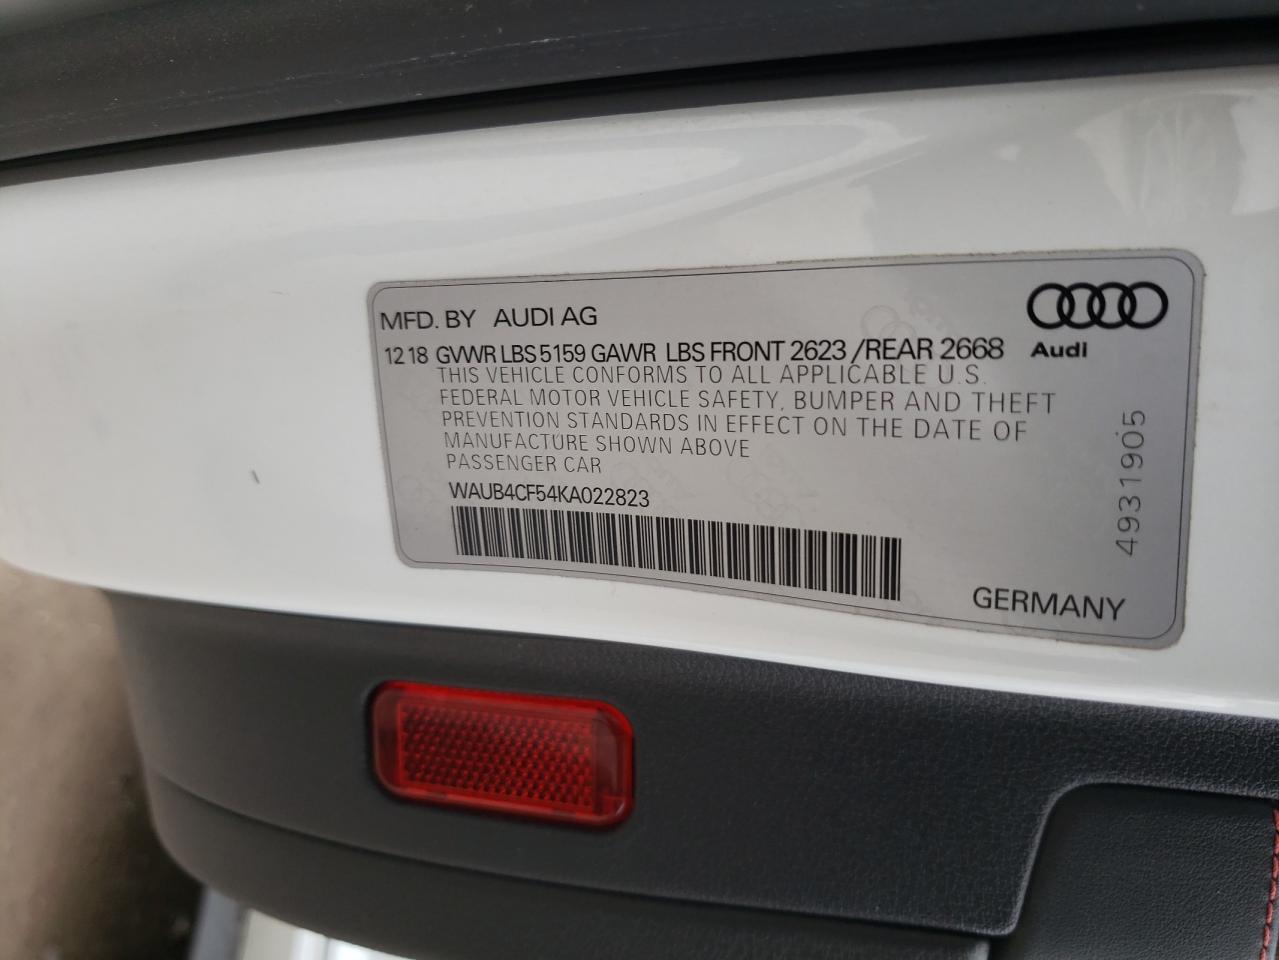 MFD. BY AUDI AG
Audi
12 18 GVWR LBS 5159 GAWR LBS FRONT 2623 /REAR 2668
THIS VEHICLE CONFORMS TO ALL APPLICABLE U.S.
FEDERAL MOTOR VEHICLE SAFETY, BUMPER AND THEFT
PREVENTION STANDARDS IN EFFECT ON THE DATE OF
MANUFACTURE SHOWN ABOVE
PASSENGER CAR
WAUB4CF54KA022823
4931905
GERMANY